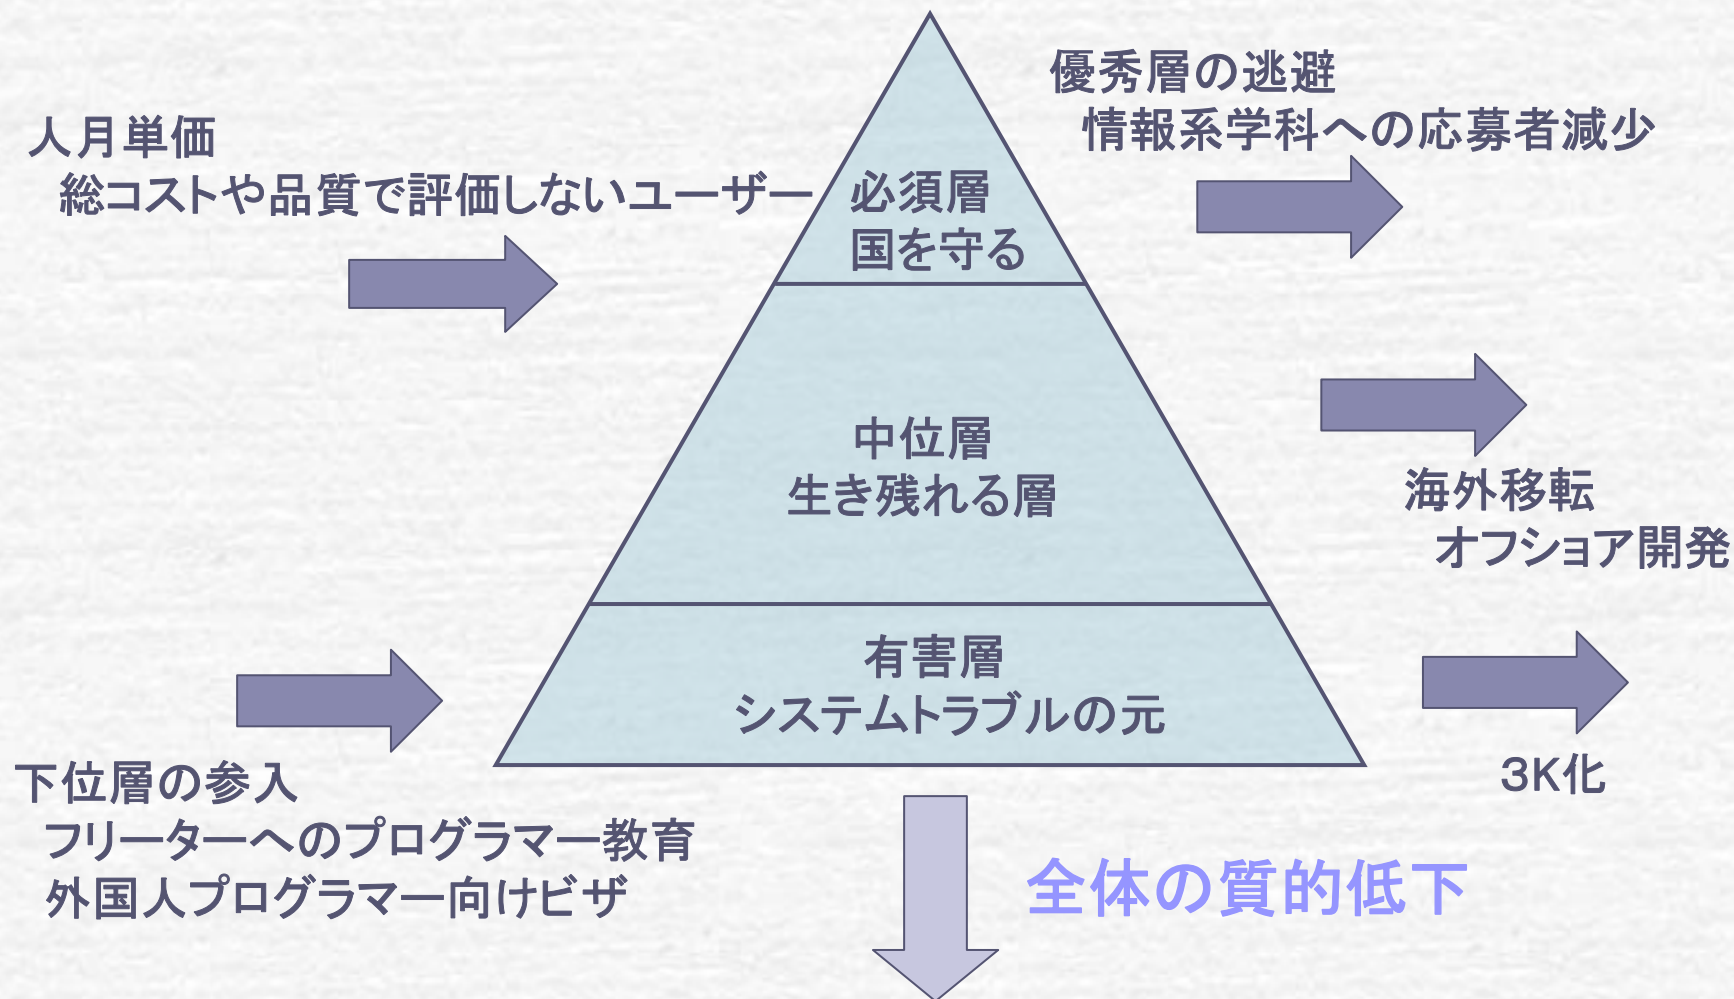 優秀層の逃避
情報系学科への応募者減少
人月単価
総コストや品質で評価しないユーザー
必須層
国を守る
中位層
生き残れる層
海外移転
オフショア開発
有害層
システムトラブルの元
下位層の参入
フリーターへのプログラマー教育
外国人プログラマー向けビザ
3K化
全体の質的低下